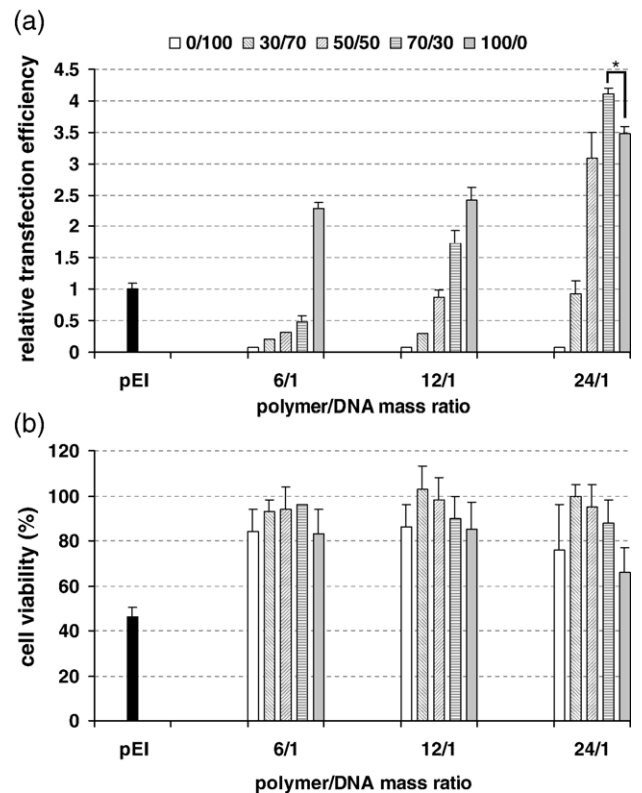 (a)
0/100 30/70 50/50 70/30 100/0
relative transfection efficiency
4.5
4
3.5
3
2.5
2
1.5
1
0.5
0
*
pEI 6/1 12/1 24/1
polymer/DNA mass ratio
(b)
cell viability (%)
120
100
80
60
40
20
0
pEI 6/1 12/1 24/1
polymer/DNA mass ratio